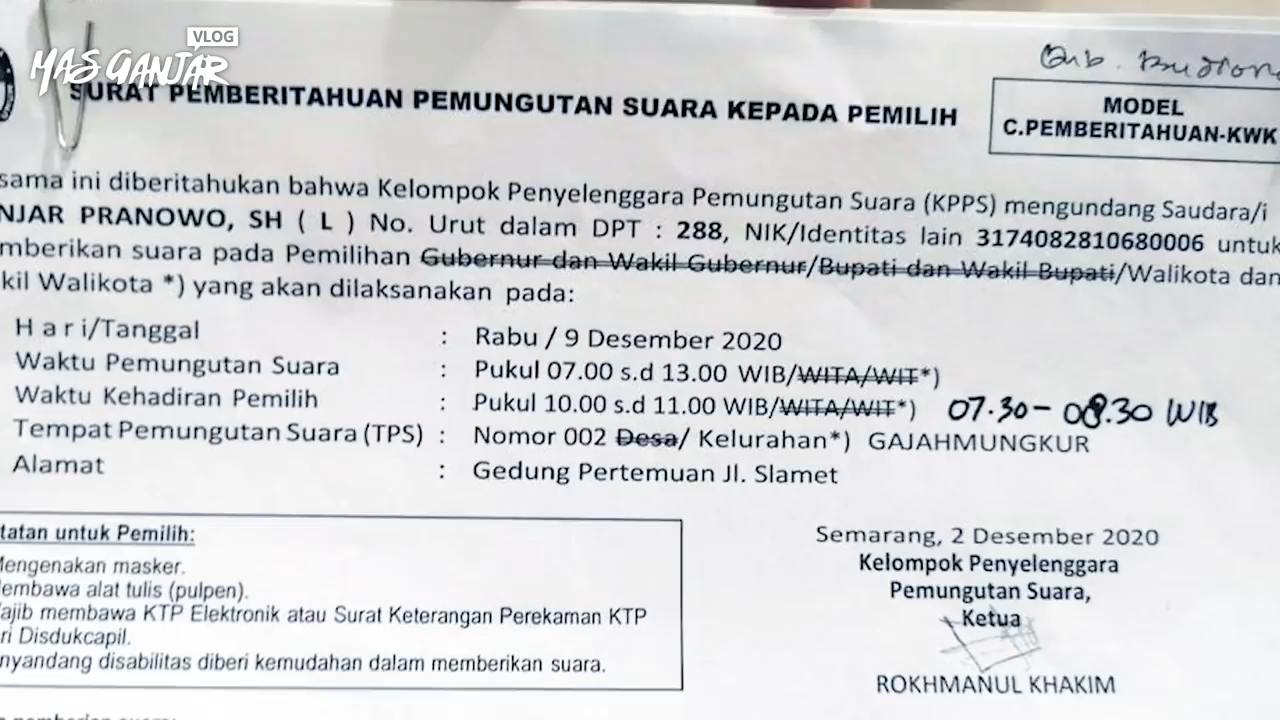 VLOG
MAS GANJAR
Gub.
SURAT PEMBERITAHUAN PEMUNGUTAN SUARA KEPADA PEMILIH
MODEL
C.PEMBERITAHUAN-KWK
sama ini diberitahukan bahwa Kelompok Penyelenggara Pemungutan Suara (KPPS) mengundang Saudara/i
NJAR PRANOWO, SH ( L ) No. Urut dalam DPT : 288, NIK/Identitas lain 3174082810680006 untuk
mberikan suara pada Pemilihan Gubernur dan Wakil Gubernur/Bupati dan Wakil Bupati/Walikota dan
kil Walikota *) yang akan dilaksanakan pada:
H a r i/Tanggal : Rabu / 9 Desember 2020
Waktu Pemungutan Suara : Pukul 07.00 s.d 13.00 WIB/WITA/WIT*)
Waktu Kehadiran Pemilih : Pukul 10.00 s.d 11.00 WIB/WITA/WIT*) 07.30 - 08.30 WIB
Tempat Pemungutan Suara (TPS) : Nomor 002 Desa/ Kelurahan*) GAJAHMUNGKUR
Alamat : Gedung Pertemuan Jl. Slamet
tatan untuk Pemilih:
Mengenakan masker.
embawa alat tulis (pulpen).
ajib membawa KTP Elektronik atau Surat Keterangan Perekaman KTP
ri Disdukcapil.
nyandang disabilitas diberi kemudahan dalam memberikan suara.
Semarang, 2 Desember 2020
Kelompok Penyelenggara
Pemungutan Suara,
Ketua
ROKHMANUL KHAKIM